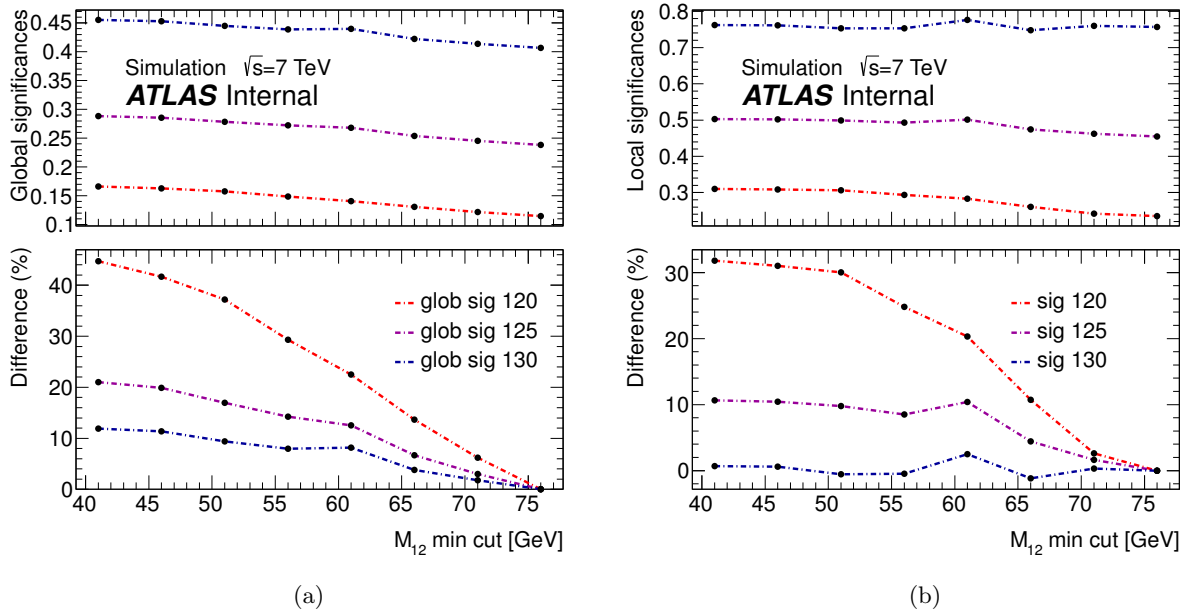 Global significances
0.45
0.4
0.35
0.3
0.25
0.2
0.15
0.1
Simulation √s=7 TeV
ATLAS Internal
Difference (%)
40
30
20
10
0
glob sig 120
glob sig 125
glob sig 130
40 45 50 55 60 65 70 75
M12 min cut [GeV]
(a)
Local significances
0.8
0.7
0.6
0.5
0.4
0.3
Simulation √s=7 TeV
ATLAS Internal
Difference (%)
30
20
10
0
sig 120
sig 125
sig 130
40 45 50 55 60 65 70 75
M12 min cut [GeV]
(b)